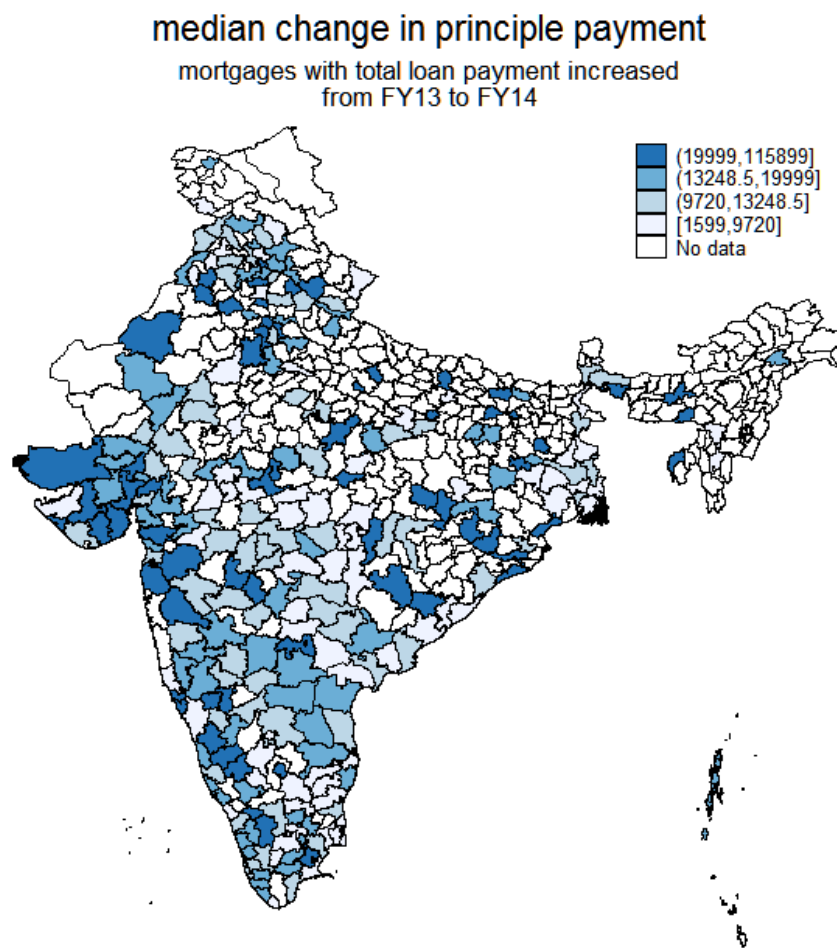 median change in principle payment
mortgages with total loan payment increased
from FY13 to FY14
(19999,115899]
(13248.5,19999]
(9720,13248.5]
[1599,9720]
No data